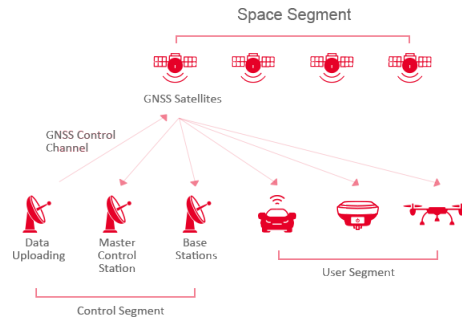 Space Segment
GNSS Satellites
GNSS Control
Channel
Data
Uploading
Master
Control
Station
Base
Stations
User Segment
Control Segment